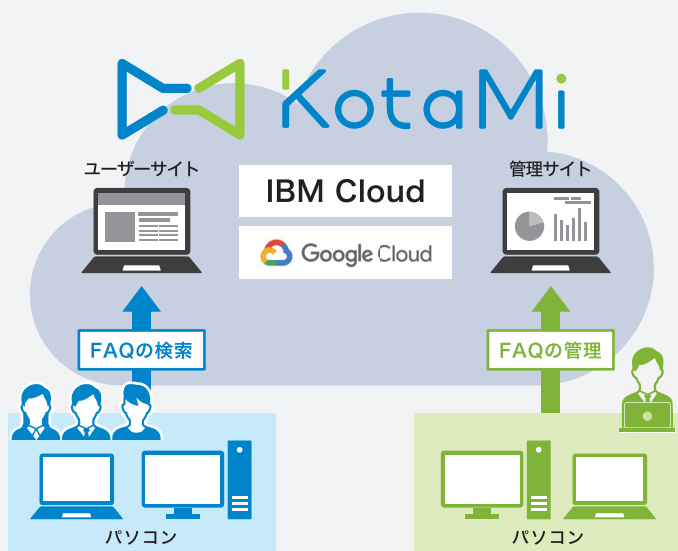 KotaMi
ユーザーサイト
管理サイト
IBM Cloud
Google Cloud
FAQの検索
FAQの管理
パソコン
パソコン